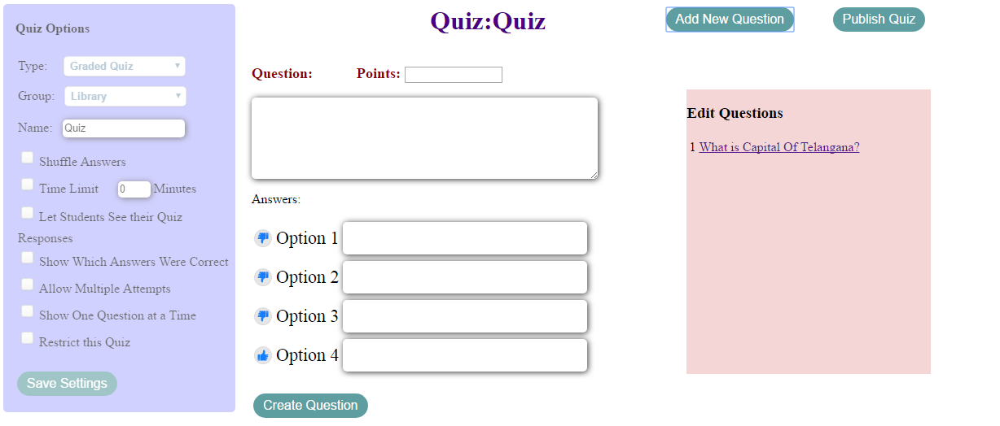 Quiz Options
Type: Graded Quiz
Group: Library
Name: Quiz
Shuffle Answers
Time Limit 0 Minutes
Let Students See their Quiz
Responses
Show Which Answers Were Correct
Allow Multiple Attempts
Show One Question at a Time
Restrict this Quiz
Save Settings
Quiz:Quiz
Question: Points:
Answers:
Option 1
Option 2
Option 3
Option 4
Create Question
Add New Question
Publish Quiz
Edit Questions
1 What is Capital Of Telangana?